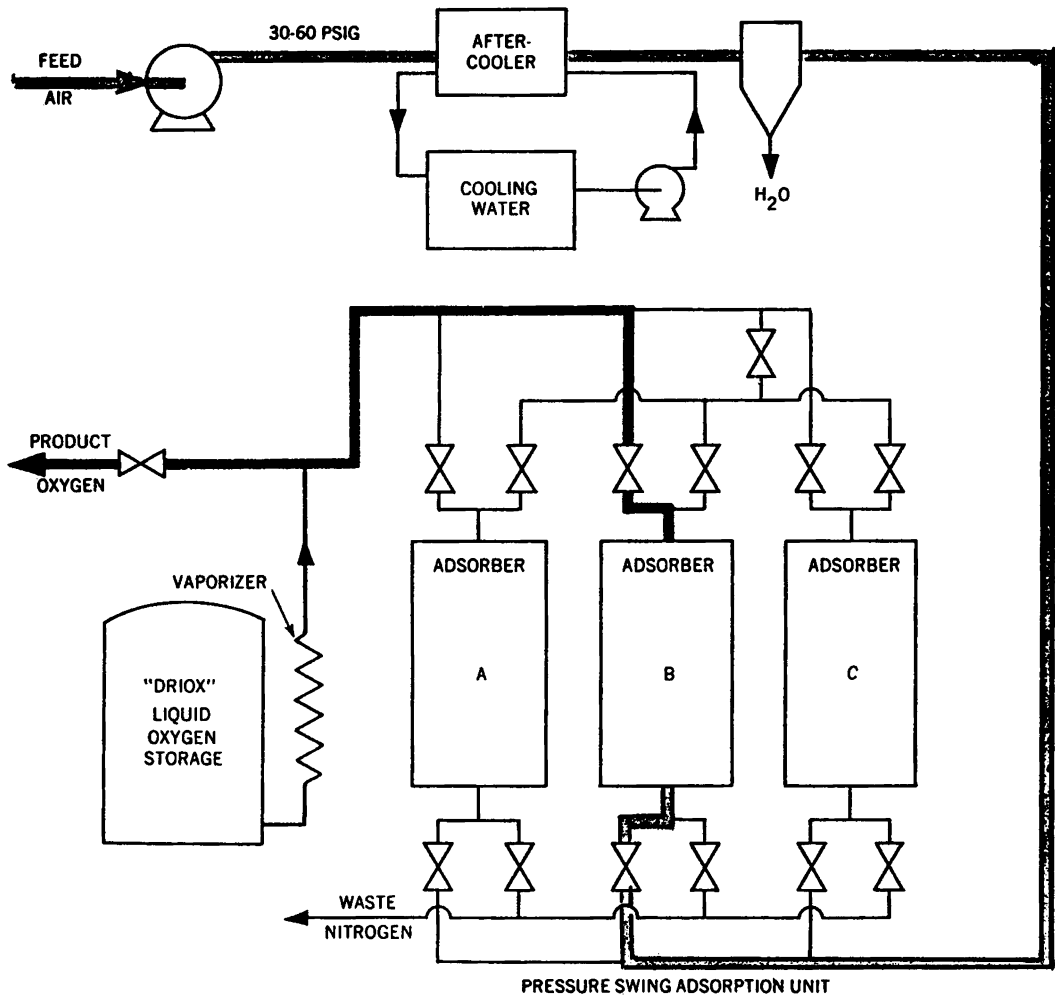 30-60 PSIG
FEED
AIR
AFTER-
COOLER
COOLING
WATER
H2O
PRODUCT
OXYGEN
VAPORIZER
"DRIOX"
LIQUID
OXYGEN
STORAGE
ADSORBER
A
ADSORBER
B
ADSORBER
C
WASTE
NITROGEN
PRESSURE SWING ADSORPTION UNIT